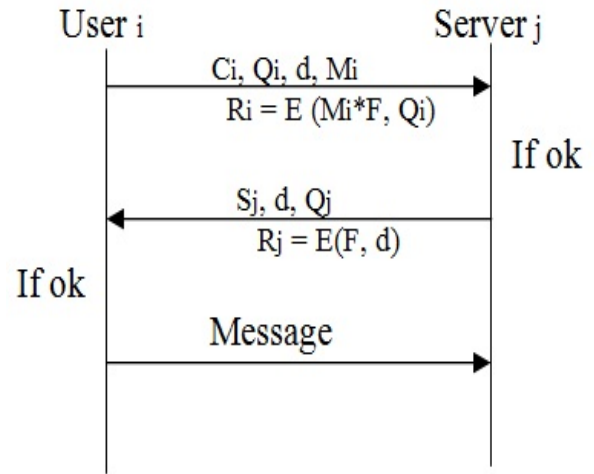 User i
Server j
Ci, Qi, d, Mi
Ri = E (Mi*F, Qi)
If ok
Sj, d, Qj
Rj = E(F, d)
If ok
Message